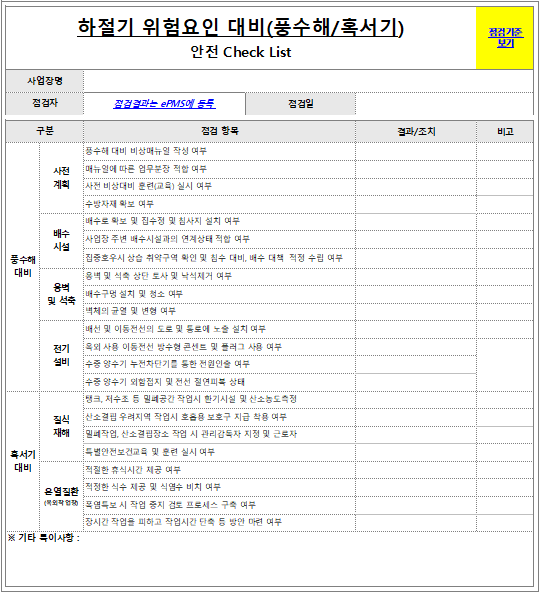 하절기 위험요인 대비(풍수해/혹서기)
안전 Check List
점검기준
보기
사업장명
점검자
점검결과는 ePMS에 등록
점검일
구분
점검 항목
결과/조치
비고
풍수해
대비
사전
계획
풍수해 대비 비상매뉴얼 작성 여부
매뉴얼에 따른 업무분장 적합 여부
사전 비상대비 훈련(교육) 실시 여부
수방자재 확보 여부
배수
시설
배수로 확보 및 집수정 및 침사지 설치 여부
사업장 주변 배수시설과의 연계상태 적합 여부
집중호우시 상습 취약구역 확인 및 침수 대비, 배수 대책 적정 수립 여부
옹벽
및 석축
옹벽 및 석축 상단 토사 및 낙석제거 여부
배수구멍 설치 및 청소 여부
벽체의 균열 및 변형 여부
전기
설비
배선 및 이동전선의 도로 및 통로에 노출 설치 여부
옥외 사용 이동전선 방수형 콘센트 및 플러그 사용 여부
수중 양수기 누전차단기를 통한 전원인출 여부
수중 양수기 외함접지 및 전선 절연피복 상태
혹서기
대비
질식
재해
탱크, 저수조 등 밀폐공간 작업시 환기시설 및 산소농도측정
산소결핍 우려지역 작업시 호흡용 보호구 지급 착용 여부
밀폐작업, 산소결핍장소 작업 시 관리감독자 지정 및 근로자
특별안전보건교육 및 훈련 실시 여부
온열질환
(옥외작업장)
적절한 휴식시간 제공 여부
적정한 식수 제공 및 식염수 비치 여부
폭염특보 시 작업 중지 검토 프로세스 구축 여부
장시간 작업을 피하고 작업시간 단축 등 방안 마련 여부
※ 기타 특이사항 :